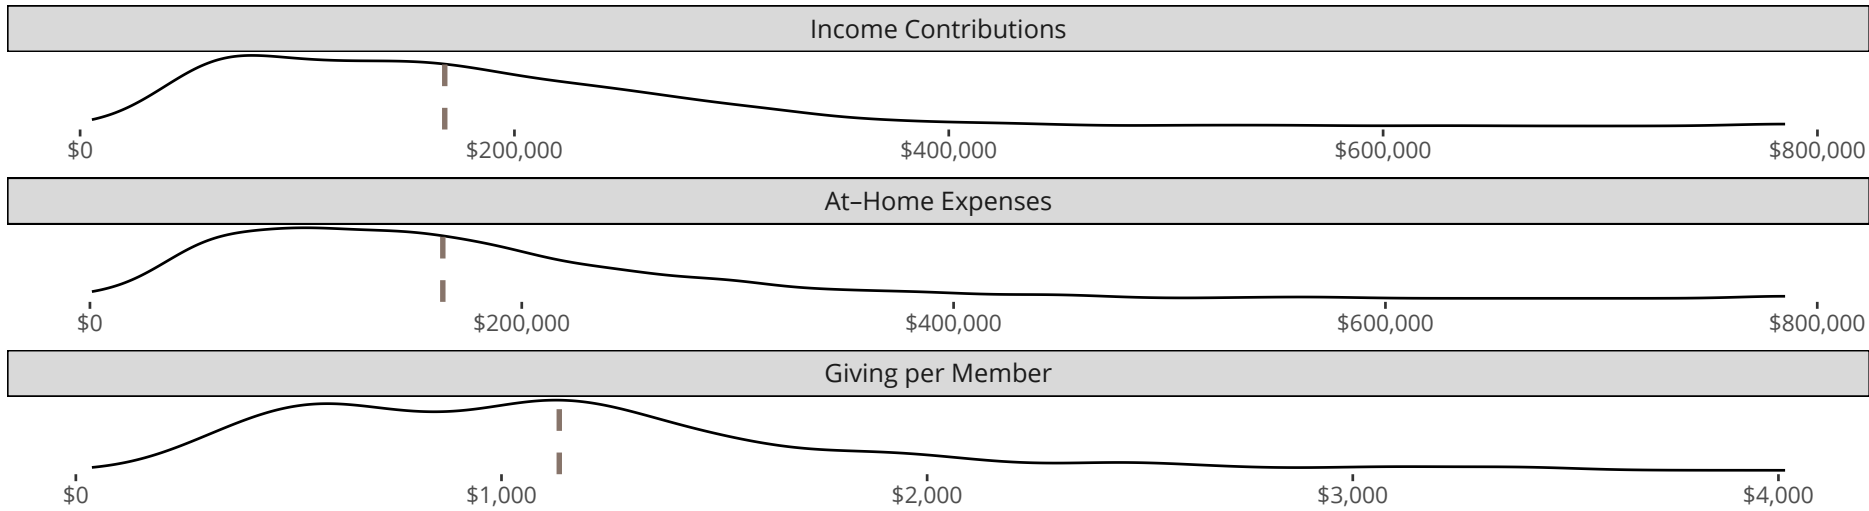 Income Contributions
$0 $200,000 $400,000 $600,000 $800,000
At–Home Expenses
$0 $200,000 $400,000 $600,000 $800,000
Giving per Member
$0 $1,000 $2,000 $3,000 $4,000